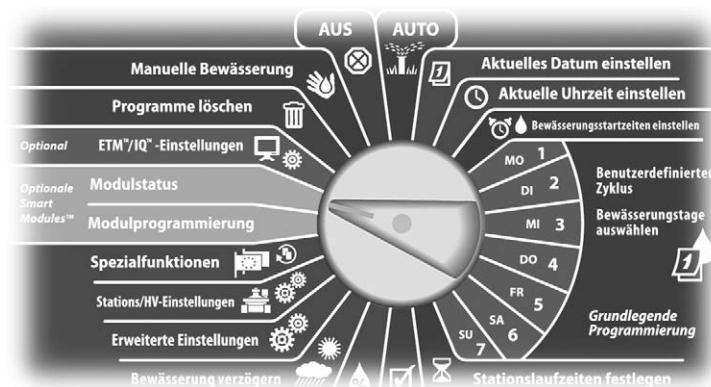 AUS
AUTO
Manuelle Bewässerung
Programme löschen
Optional
ETM™/IQ™ -Einstellungen
Optionale
Smart
Modules™
Modulstatus
Modulprogrammierung
Spezialfunktionen
Stations/HV-Einstellungen
Erweiterte Einstellungen
Bewässerung verzögern
%
Aktuelles Datum einstellen
Aktuelle Uhrzeit einstellen
Bewässerungsstartzeiten einstellen
MO 1
DI 2
MI 3
DO 4
FR 5
SA 6
SU 7
Benutzerdefinierter
Zyklus
Bewässerungstage
auswählen
1
1
Grundlegende
Programmierung
Stationslaufzeiten festlegen